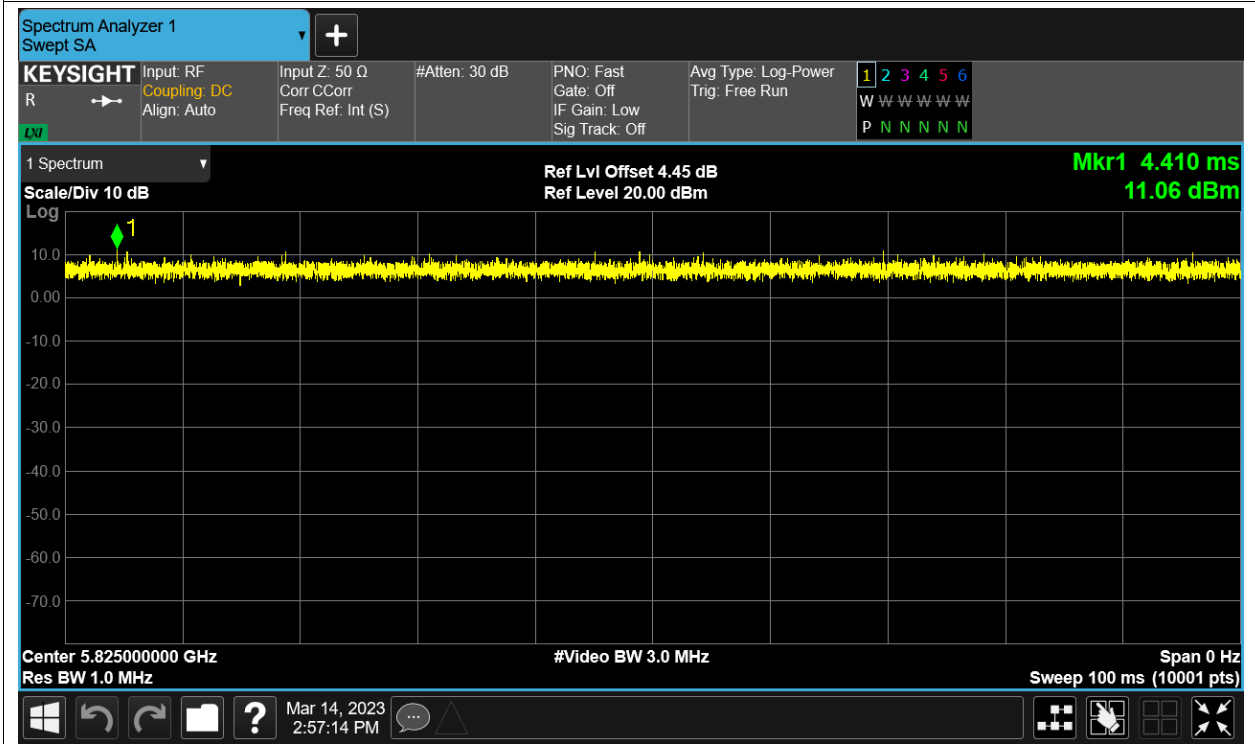 Spectrum Analyzer 1
Swept SA
KEYSIGHT
R
LXI
Input: RF
Coupling: DC
Align: Auto
Input Z: 50 Ω
Corr CCorr
Freq Ref: Int (S)
#Atten: 30 dB
PNO: Fast
Gate: Off
IF Gain: Low
Sig Track: Off
Avg Type: Log-Power
Trig: Free Run
1 2 3 4 5 6
W W W W W W
P N N N N N
1 Spectrum
Scale/Div 10 dB
Log
Ref Lvl Offset 4.45 dB
Ref Level 20.00 dBm
Mkr1 4.410 ms
11.06 dBm
1
10.0
0.00
-10.0
-20.0
-30.0
-40.0
-50.0
-60.0
-70.0
Center 5.825000000 GHz
Res BW 1.0 MHz
#Video BW 3.0 MHz
Span 0 Hz
Sweep 100 ms (10001 pts)
?
Mar 14, 2023
2:57:14 PM